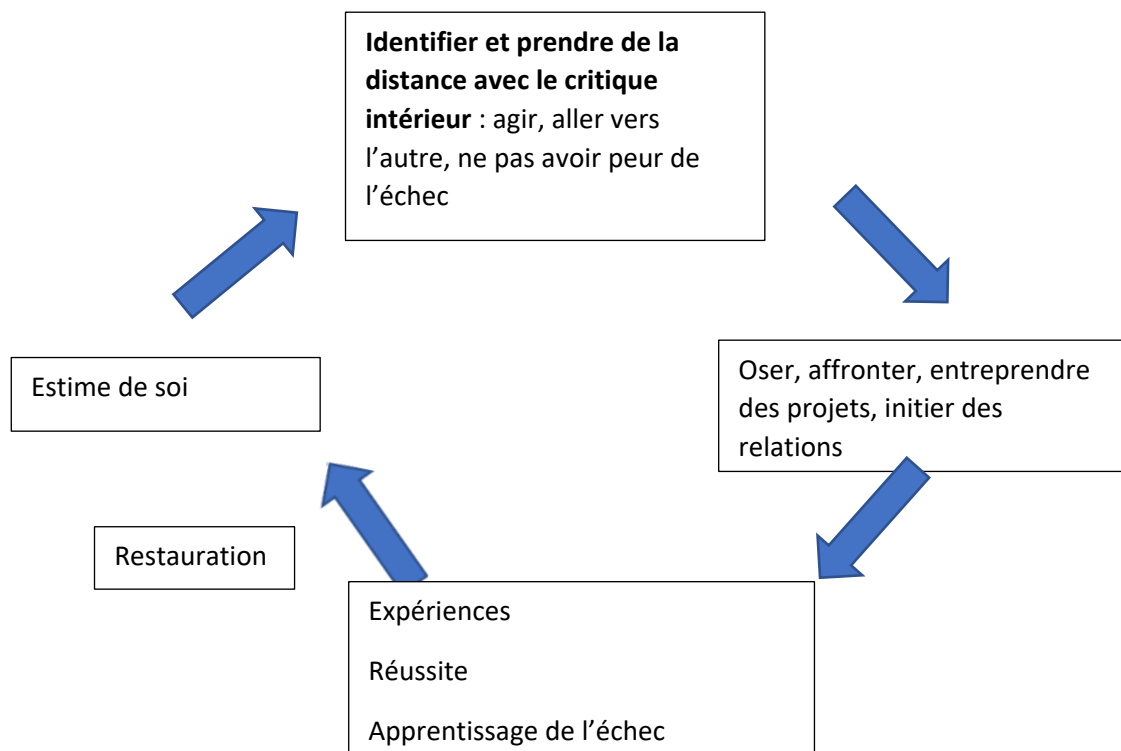 Identifier et prendre de la
distance avec le critique
intérieur : agir, aller vers
l’autre, ne pas avoir peur de
l’échec
Estime de soi
Oser, affronter, entreprendre
des projets, initier des
relations
Restauration
Expériences
Réussite
Apprentissage de l’échec